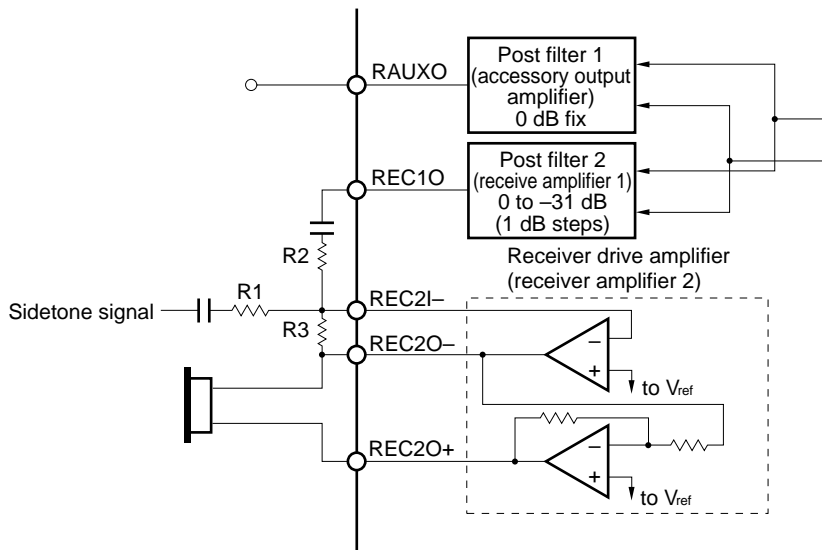 RAUXO
Post filter 1
(accessory output
amplifier)
0 dB fix
REC1O
Post filter 2
(receive amplifier 1)
0 to –31 dB
(1 dB steps)
R2
Receiver drive amplifier
(receiver amplifier 2)
Sidetone signal
R1
REC2I–
R3
REC2O–
–
+
to Vref
REC2O+
–
+
to Vref